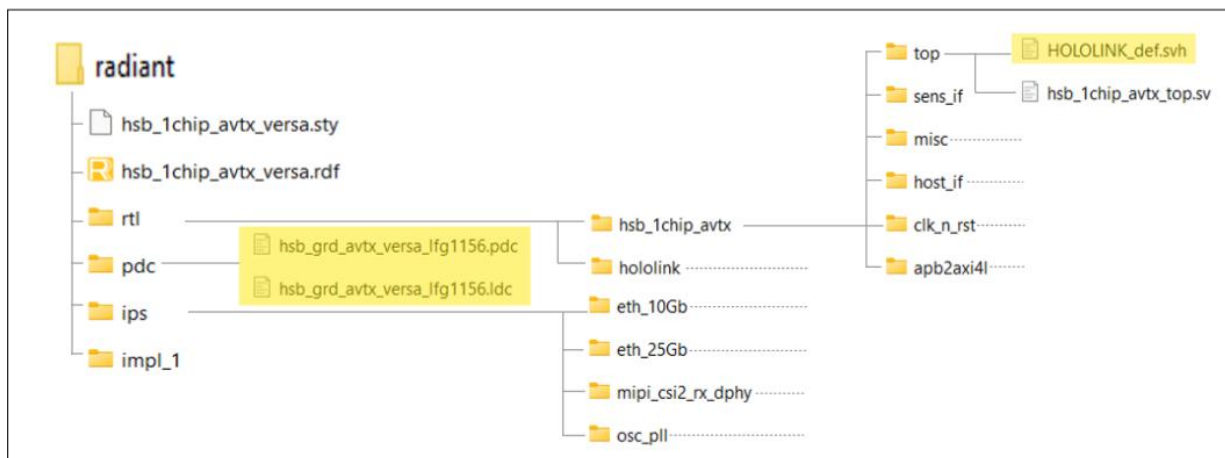 radiant
hsb_1chip_avtx_versa.sty
hsb_1chip_avtx_versa.rdf
rtl
pdc
ips
impl_1
hsb_grd_avtx_versa_lfg1156.pdc
hsb_grd_avtx_versa_lfg1156.ldc
hsb_1chip_avtx
hololink
eth_10Gb
eth_25Gb
mipi_csi2_rx_dphy
osc_pll
top
sens_if
misc
host_if
clk_n_rst
apb2axi4l
HOLOLINK_def.svh
hsb_1chip_avtx_top.sv